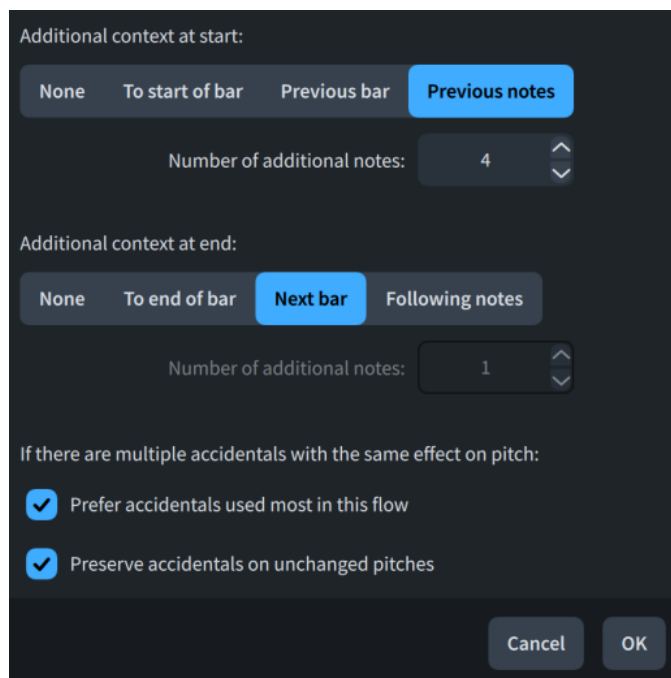 Additional context at start:
None To start of bar Previous bar Previous notes
Number of additional notes: 4
Additional context at end:
None To end of bar Next bar Following notes
Number of additional notes: 1
If there are multiple accidentals with the same effect on pitch:
Prefer accidentals used most in this flow
Preserve accidentals on unchanged pitches
Cancel OK